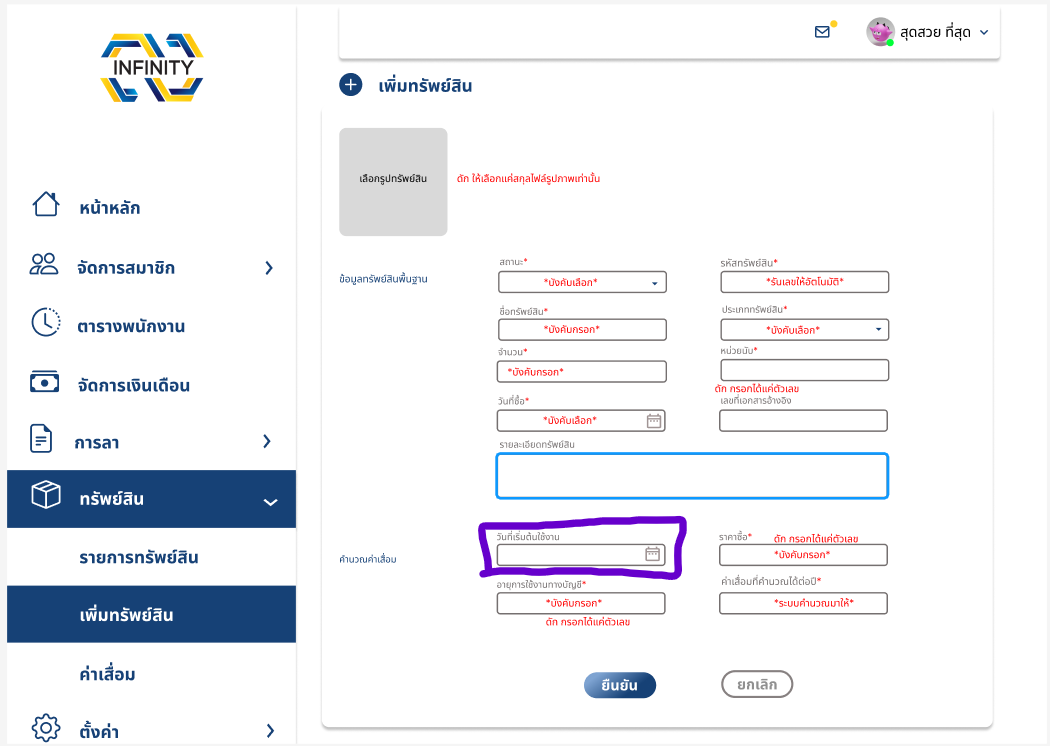 INFINITY
หน้าหลัก
จัดการสมาชิก
ตารางพนักงาน
จัดการเงินเดือน
การลา
ทรัพย์สิน
รายการทรัพย์สิน
เพิ่มทรัพย์สิน
ค่าเสื่อม
ตั้งค่า
สุดสวย ที่สุด
เพิ่มทรัพย์สิน
เลือกรูปทรัพย์สิน
ดัก ให้เลือกแค่สกุลไฟล์รูปภาพเท่านั้น
ข้อมูลทรัพย์สินพื้นฐาน
สถานะ*
*บังคับเลือก*
รหัสทรัพย์สิน*
*รันเลขให้อัตโนมัติ*
ชื่อทรัพย์สิน*
*บังคับกรอก*
ประเภททรัพย์สิน*
*บังคับเลือก*
จำนวน*
*บังคับกรอก*
หน่วยนับ*
ดัก กรอกได้แค่ตัวเลข
วันที่ซื้อ*
*บังคับเลือก*
เลขที่เอกสารอ้างอิง
รายละเอียดทรัพย์สิน
คำนวณค่าเสื่อม
วันที่เริ่มต้นใช้งาน
ราคาซื้อ* ดัก กรอกได้แค่ตัวเลข
*บังคับกรอก*
อายุการใช้งานทางบัญชี*
*บังคับกรอก*
ดัก กรอกได้แค่ตัวเลข
ค่าเสื่อมที่คำนวณได้ต่อปี*
*ระบบคำนวณมาให้*
ยืนยัน
ยกเลิก